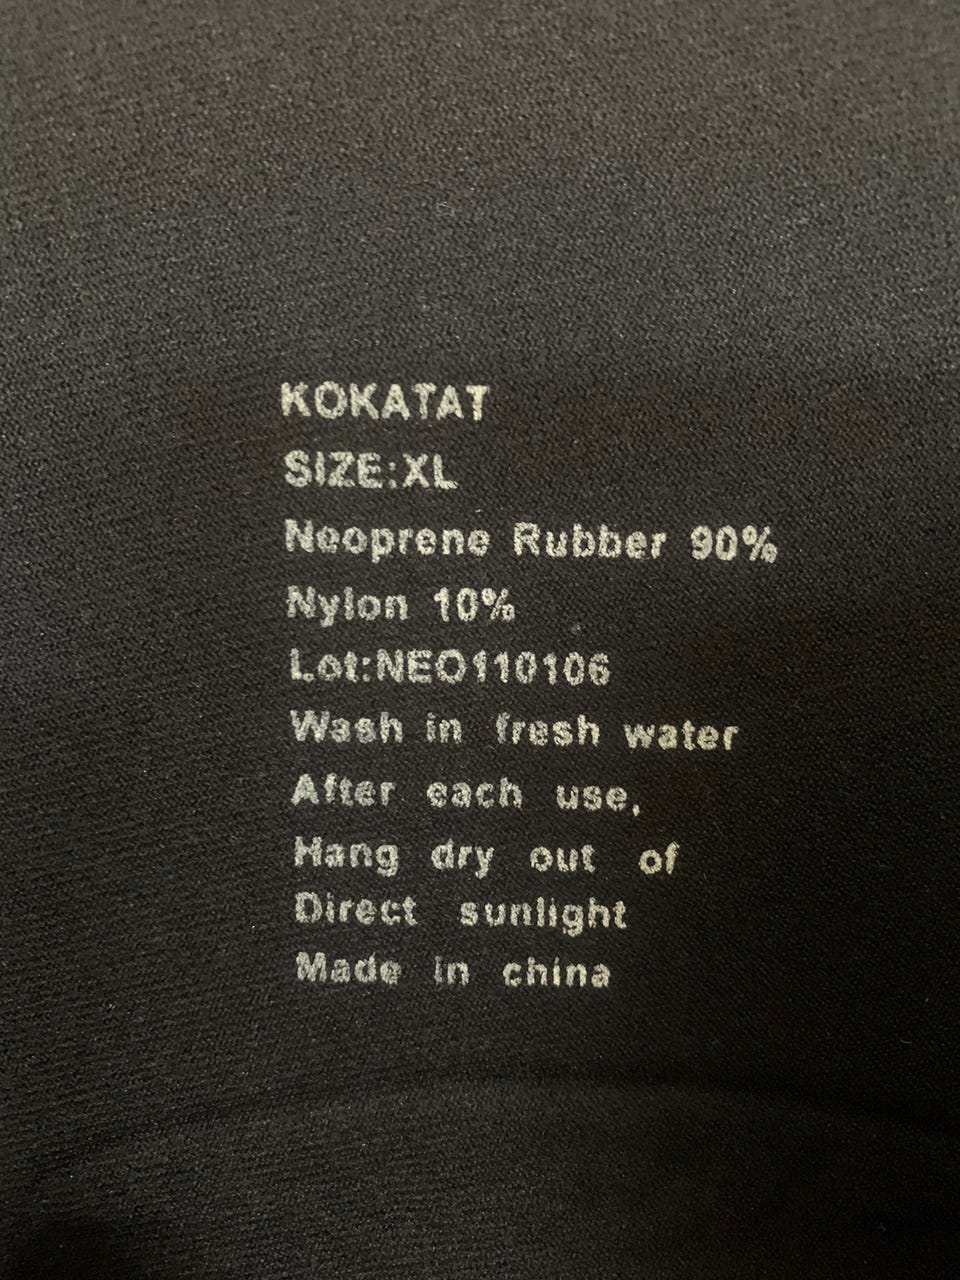 KOKATAT
SIZE:XL
Neoprene Rubber 90%
Nylon 10%
Lot:NEO110106
Wash in fresh water
After each use,
Hang dry out of
Direct sunlight
Made in china